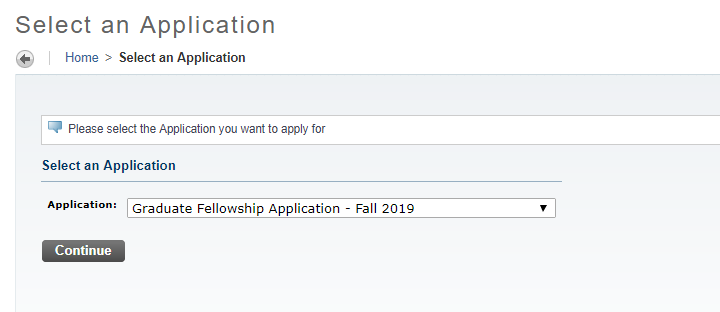 Select an Application
Home > Select an Application
Please select the Application you want to apply for
Select an Application
Application: Graduate Fellowship Application - Fall 2019
Continue